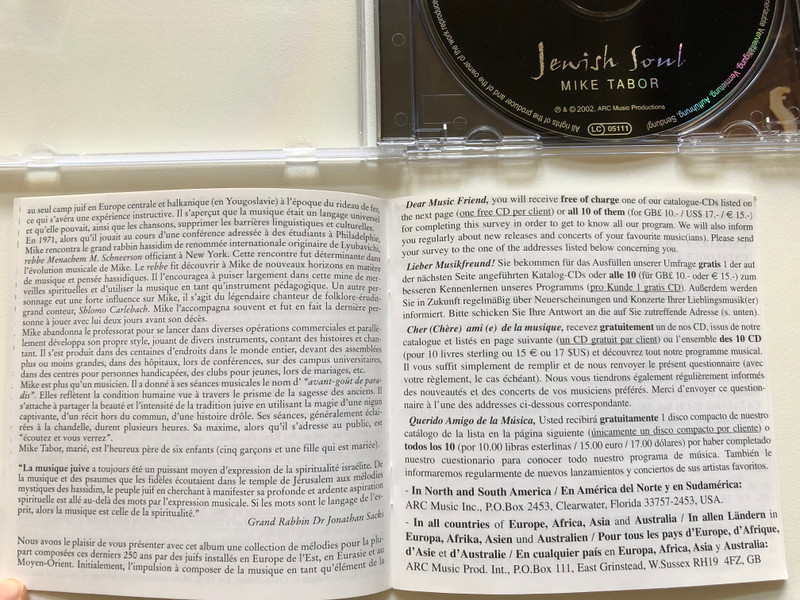 Jewish Soul
MIKE TABOR
℗ & © 2002. ARC Music Productions
LC 05111
All rights of the producer and of the owner of the work reproduced
Vervielfältigung, Vermietung, Aufführung, Sendung!
au seul camp juif en Europe centrale et balkanique (en Yougoslavie) à l'époque du rideau de fer,
ce qui s'avéra une expérience instructive. Il s'aperçut que la musique était un langage universel
et qu'elle pouvait, ainsi que les chansons, supprimer les barrières linguistiques et culturelles.
En 1971, alors qu'il jouait au cours d'une conférence adressée à des étudiants à Philadelphie,
Mike rencontra le grand rabbin hassidim de renommée internationale originaire de Lyubavichi,
rebbe Menachem M. Schneerson officiant à New York. Cette rencontre fut déterminante dans
l'évolution musicale de Mike. Le rebbe fit découvrir à Mike de nouveaux horizons en matière
de musique et pensée hassidiques. Il l'encouragea à puiser largement dans cette mine de mer-
veilles spirituelles et d'utiliser la musique en tant qu'instrument pédagogique. Un autre per-
sonnage eut une forte influence sur Mike, il s'agit du légendaire chanteur de folklore-érudit-
grand conteur, Shlomo Carlebach. Mike l'accompagna souvent et fut en fait la dernière per-
sonne à jouer avec lui deux jours avant son décès.
Mike abandonna le professorat pour se lancer dans diverses opérations commerciales et parallè-
lement développa son propre style, jouant de divers instruments, contant des histoires et chan-
tant. Il s'est produit dans des centaines d'endroits dans le monde entier, devant des assemblées
plus ou moins grandes, dans des hôpitaux, lors de conférences, sur des campus universitaires,
dans des centres pour personnes handicapées, des clubs pour jeunes, lors de mariages, etc.
Mike est plus qu'un musicien. Il a donné à ses séances musicales le nom d' "avant-goût de para-
dis". Elles reflètent la condition humaine vue à travers le prisme de la sagesse des anciens. Il
s'attache à partager la beauté et l'intensité de la tradition juive en utilisant la magie d'une nigun
captivante, d'un récit hors du commun, d'une histoire drôle. Ses séances, généralement éclai-
rées à la chandelle, durent plusieurs heures. Sa maxime, alors qu'il s'adresse au public, est
"écoutez et vous verrez".
Mike Tabor, marié, est l'heureux père de six enfants (cinq garçons et une fille qui est mariée).
"La musique juive a toujours été un puissant moyen d'expression de la spiritualité israélite. De
la musique et des psaumes que les fidèles écoutaient dans le temple de Jérusalem aux mélodies
mystiques des hassidim, le peuple juif en cherchant à manifester sa profonde et ardente aspiration
spirituelle est allé au-delà des mots par l'expression musicale. Si les mots sont le langage de l'es-
prit, alors la musique est celle de la spiritualité."
Grand Rabbin Dr Jonathan Sacks
Nous avons le plaisir de vous présenter avec cet album une collection de mélodies pour la plu-
part composées ces derniers 250 ans par des juifs installés en Europe de l'Est, en Eurasie et au
Moyen-Orient. Initialement, l'impulsion à composer de la musique en tant qu'élément de la
Dear Music Friend, you will receive free of charge one of our catalogue-CDs listed on
the next page (one free CD per client) or all 10 of them (for GB£ 10.- / US$ 17.- / € 15.-)
for completing this survey in order to get to know all our program. We will also inform
you regularly about new releases and concerts of your favourite music(ians). Please send
your survey to the one of the addresses listed below concerning you.
Lieber Musikfreund! Sie bekommen für das Ausfüllen unserer Umfrage gratis 1 der auf
der nächsten Seite angeführten Katalog-CDs oder alle 10 (für GB£ 10.- oder € 15.-) zum
besseren Kennenlernen unseres Programms (pro Kunde 1 gratis CD). Außerdem werden
Sie in Zukunft regelmäßig über Neuerscheinungen und Konzerte Ihrer Lieblingsmusik(er)
informiert. Bitte schicken Sie Ihre Antwort an die auf Sie zutreffende Adresse (s. unten).
Cher (Chère) ami (e) de la musique, recevez gratuitement un de nos CD, issus de notre
catalogue et listés en page suivante (un CD gratuit par client) ou l'ensemble des 10 CD
(pour 10 livres sterling ou 15 € ou 17 $US) et découvrez tout notre programme musical.
Il vous suffit simplement de remplir et de nous renvoyer le présent questionnaire (avec
votre règlement, le cas échéant). Nous vous tiendrons également régulièrement informés
des nouveautés et des concerts de vos musiciens préférés. Merci d'envoyer ce question-
naire à l'une des addresses ci-dessous correspondante.
Querido Amigo de la Música, Usted recibirá gratuitamente 1 disco compacto de nuestro
catálogo de la lista en la página siguiente (únicamente un disco compacto por cliente) o
todos los 10 (por 10.00 libras esterlinas / 15.00 euro / 17.00 dólares) por haber completado
nuestro cuestionario para conocer todo nuestro programa de música. También le
informaremos regularmente de nuevos lanzamientos y conciertos de sus artistas favoritos.
- In North and South America / En América del Norte y en Sudamérica:
ARC Music Inc., P.O.Box 2453, Clearwater, Florida 33757-2453, USA.
- In all countries of Europe, Africa, Asia and Australia / In allen Ländern in
Europa, Afrika, Asien und Australien / Pour tous les pays d'Europe, d'Afrique,
d'Asie et d'Australie / En cualquier país en Europa, Africa, Asia y Australia:
ARC Music Prod. Int., P.O.Box 111, East Grinstead, W.Sussex RH19 4FZ, GB